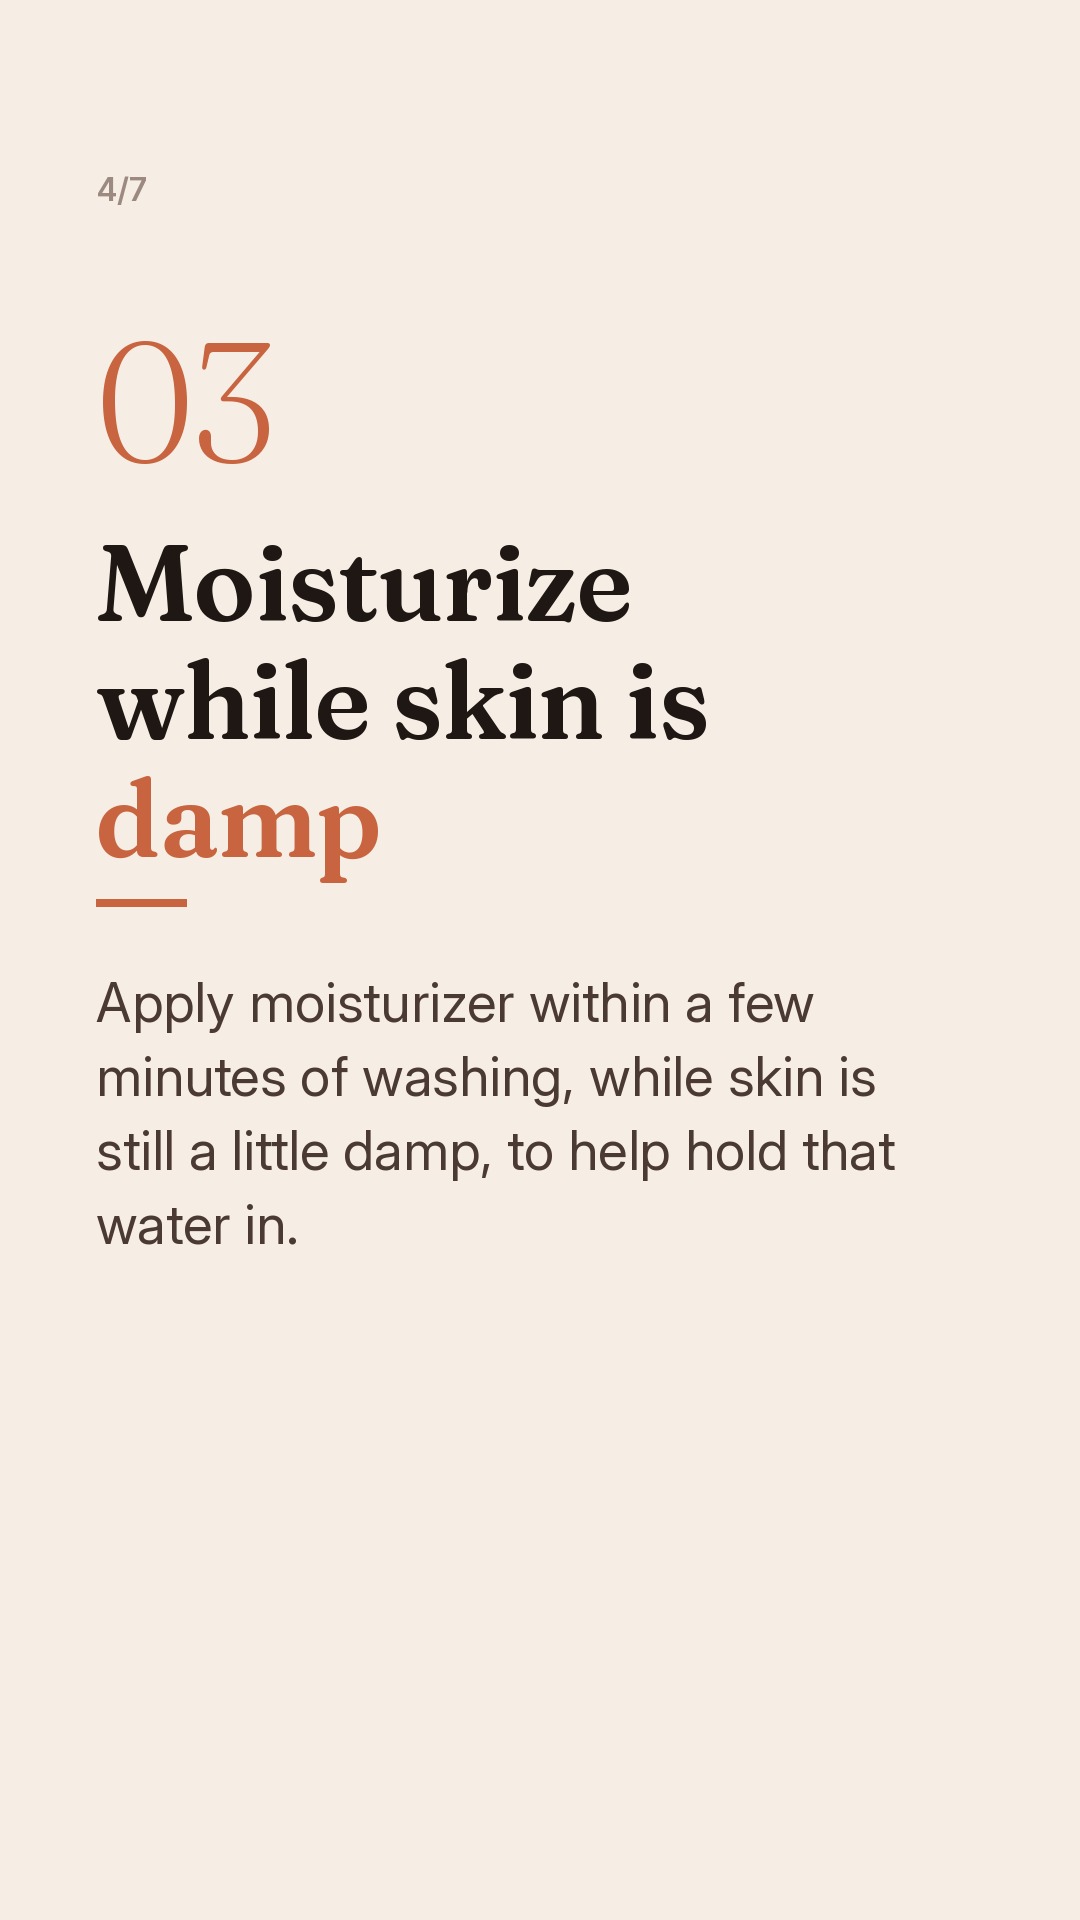 4/7
03
Moisturize
while skin is
damp
Apply moisturizer within a few
minutes of washing, while skin is
still a little damp, to help hold that
water in.